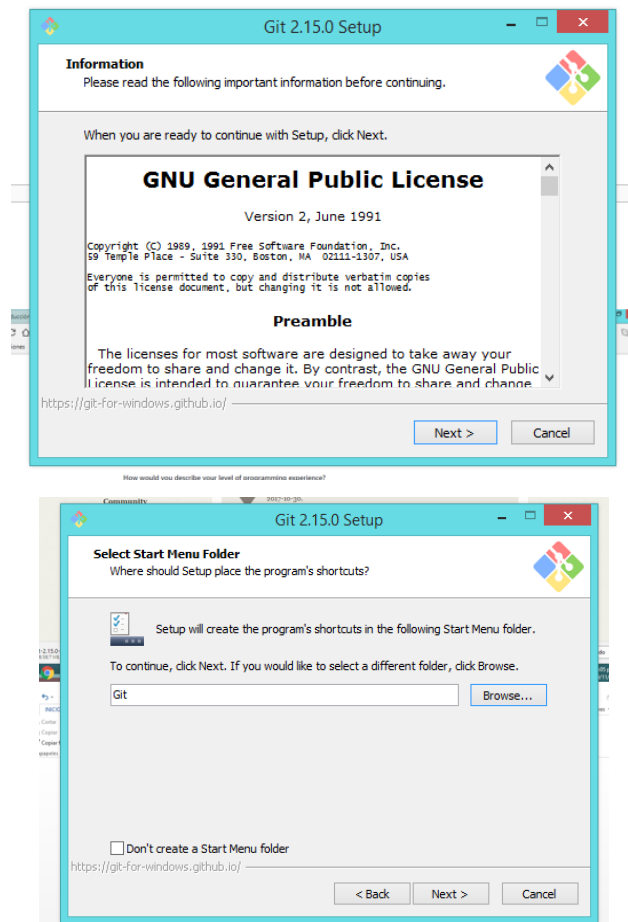 Git 2.15.0 Setup
Information
Please read the following important information before continuing.
When you are ready to continue with Setup, click Next.
GNU General Public License
Version 2, June 1991
Copyright (C) 1989, 1991 Free Software Foundation, Inc.
59 Temple Place - Suite 330, Boston, MA  02111-1307, USA
Everyone is permitted to copy and distribute verbatim copies
of this license document, but changing it is not allowed.
Preamble
The licenses for most software are designed to take away your
freedom to share and change it. By contrast, the GNU General Public
License is intended to guarantee your freedom to share and change
https://git-for-windows.github.io/
Next >
Cancel
How would you describe your level of programming experience?
Community
2017-10-30.
Git 2.15.0 Setup
Select Start Menu Folder
Where should Setup place the program's shortcuts?
Setup will create the program's shortcuts in the following Start Menu folder.
To continue, click Next. If you would like to select a different folder, click Browse.
Git
Browse...
INICIO
Cortar
Copiar
Copiar
Don't create a Start Menu folder
https://git-for-windows.github.io/
< Back
Next >
Cancel